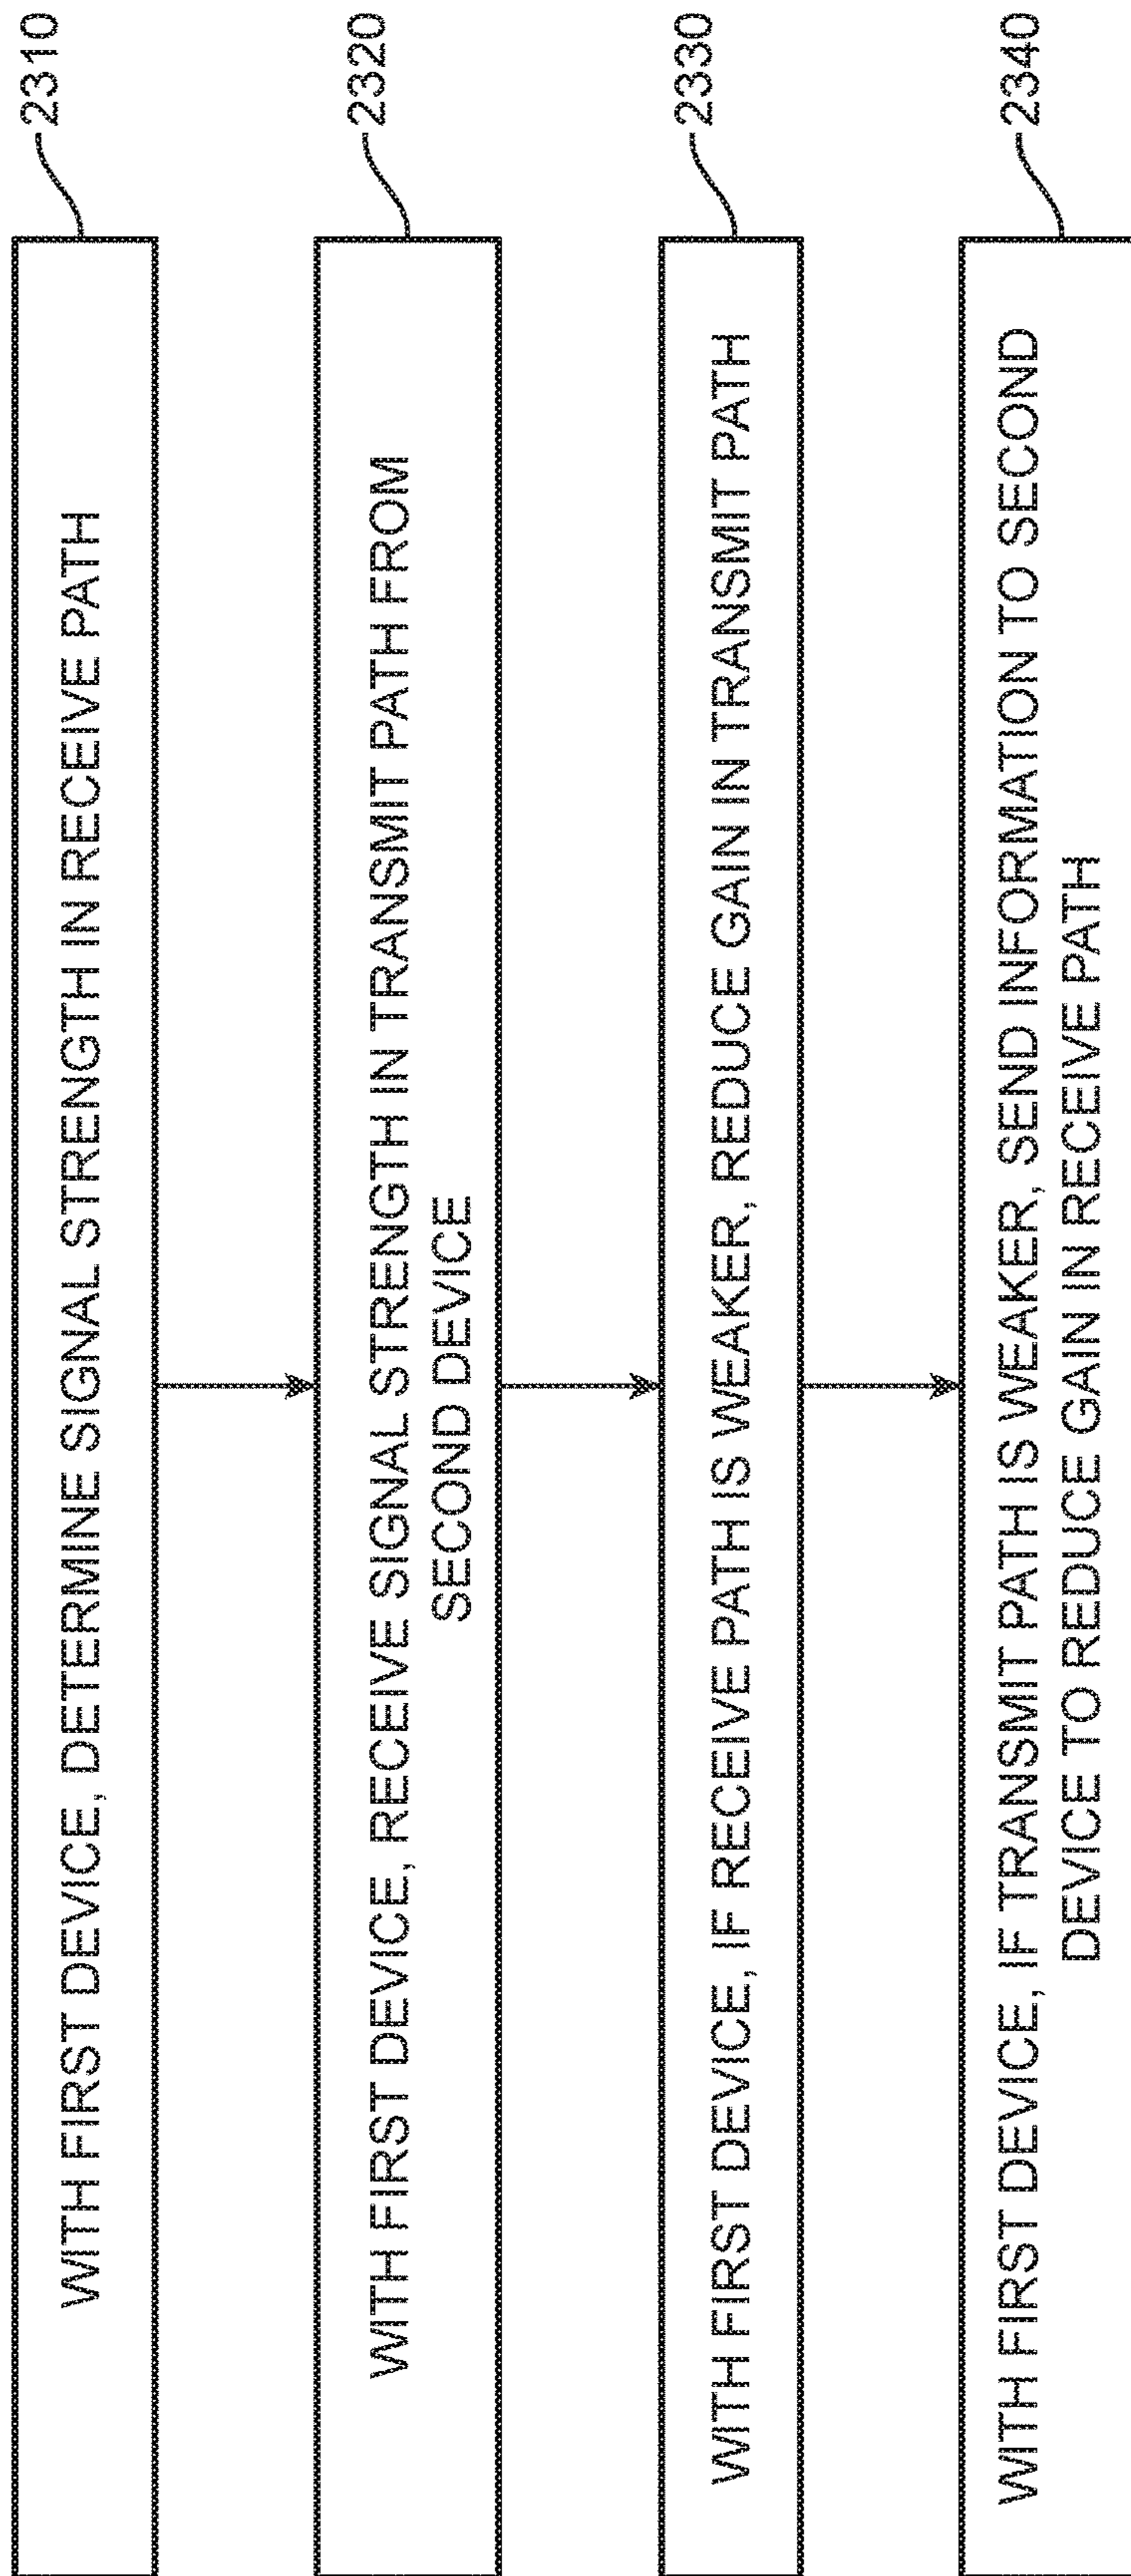 WITH FIRST DEVICE, DETERMINE SIGNAL STRENGTH IN RECEIVE PATH
2310
WITH FIRST DEVICE, RECEIVE SIGNAL STRENGTH IN TRANSMIT PATH FROM
SECOND DEVICE
2320
WITH FIRST DEVICE, IF RECEIVE PATH IS WEAKER, REDUCE GAIN IN TRANSMIT PATH
2330
WITH FIRST DEVICE, IF TRANSMIT PATH IS WEAKER, SEND INFORMATION TO SECOND
DEVICE TO REDUCE GAIN IN RECEIVE PATH
2340